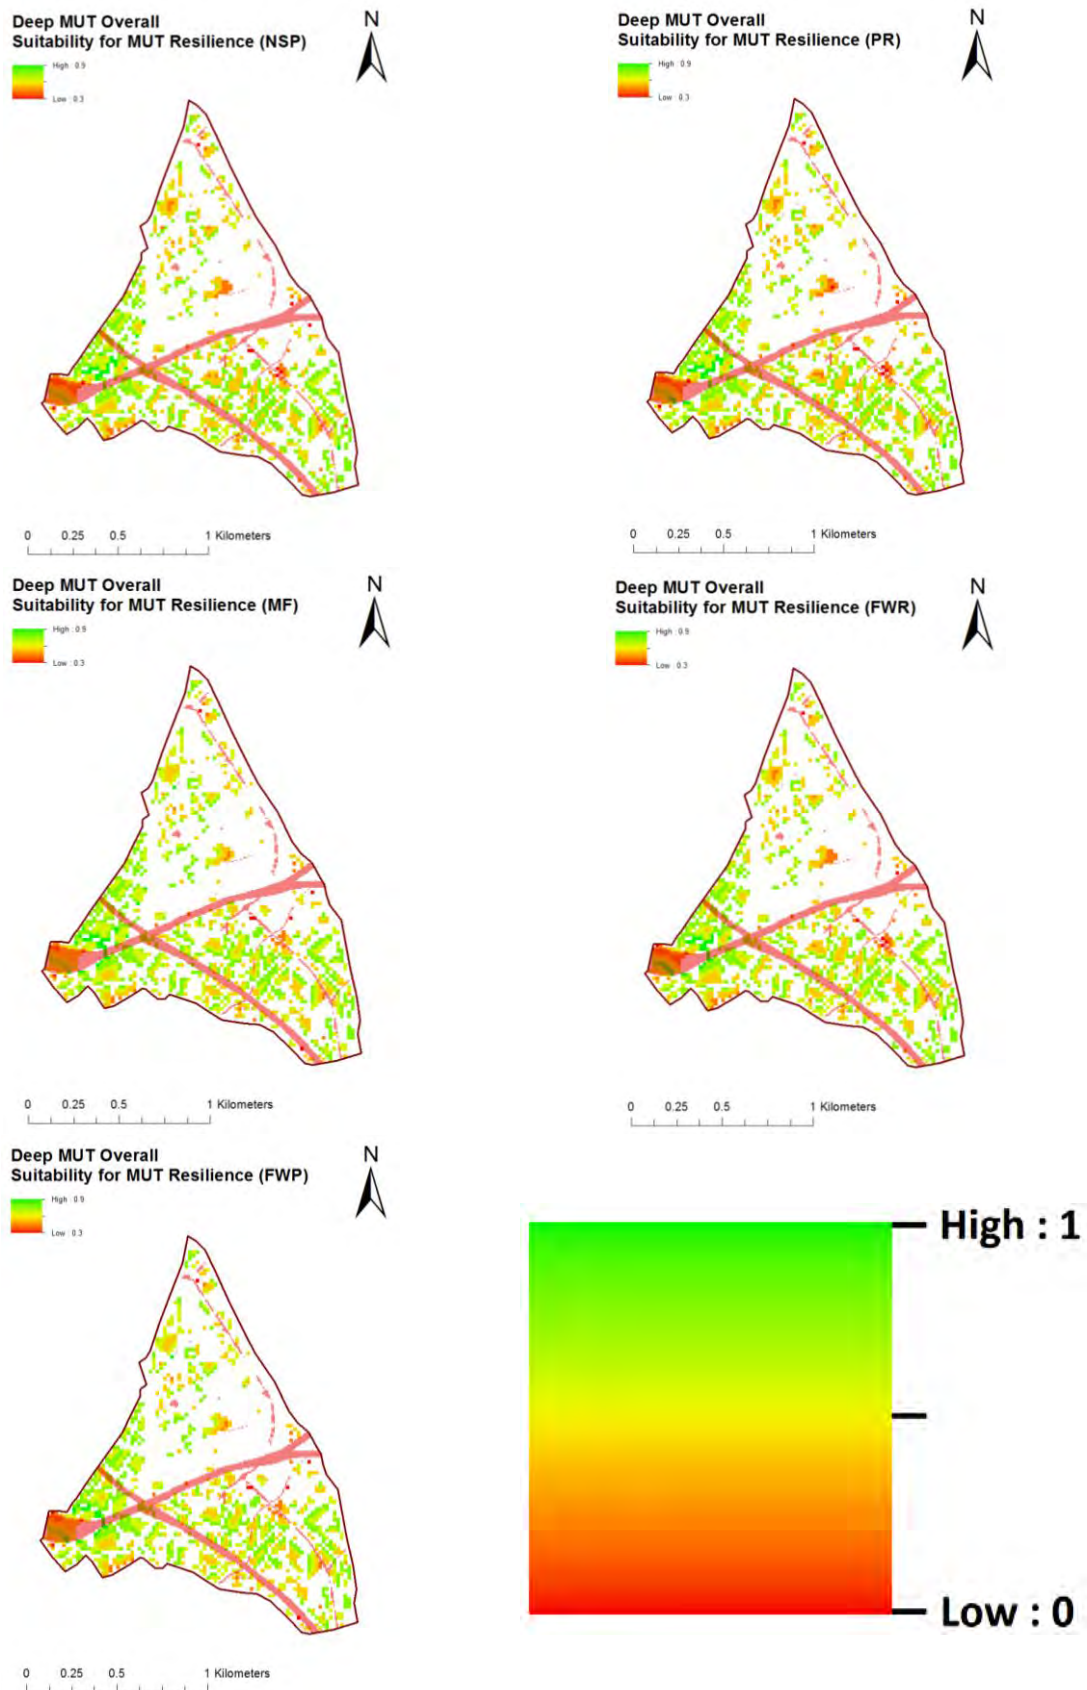 Deep MUT Overall
Suitability for MUT Resilience (NSP)
N
High : 0.9
Low : 0.3
0 0.25 0.5 1 Kilometers
Deep MUT Overall
Suitability for MUT Resilience (PR)
N
High : 0.9
Low : 0.3
0 0.25 0.5 1 Kilometers
Deep MUT Overall
Suitability for MUT Resilience (MF)
N
High : 0.9
Low : 0.3
0 0.25 0.5 1 Kilometers
Deep MUT Overall
Suitability for MUT Resilience (FWR)
N
High : 0.9
Low : 0.3
0 0.25 0.5 1 Kilometers
Deep MUT Overall
Suitability for MUT Resilience (FWP)
N
High : 0.9
Low : 0.3
0 0.25 0.5 1 Kilometers
High : 1
Low : 0